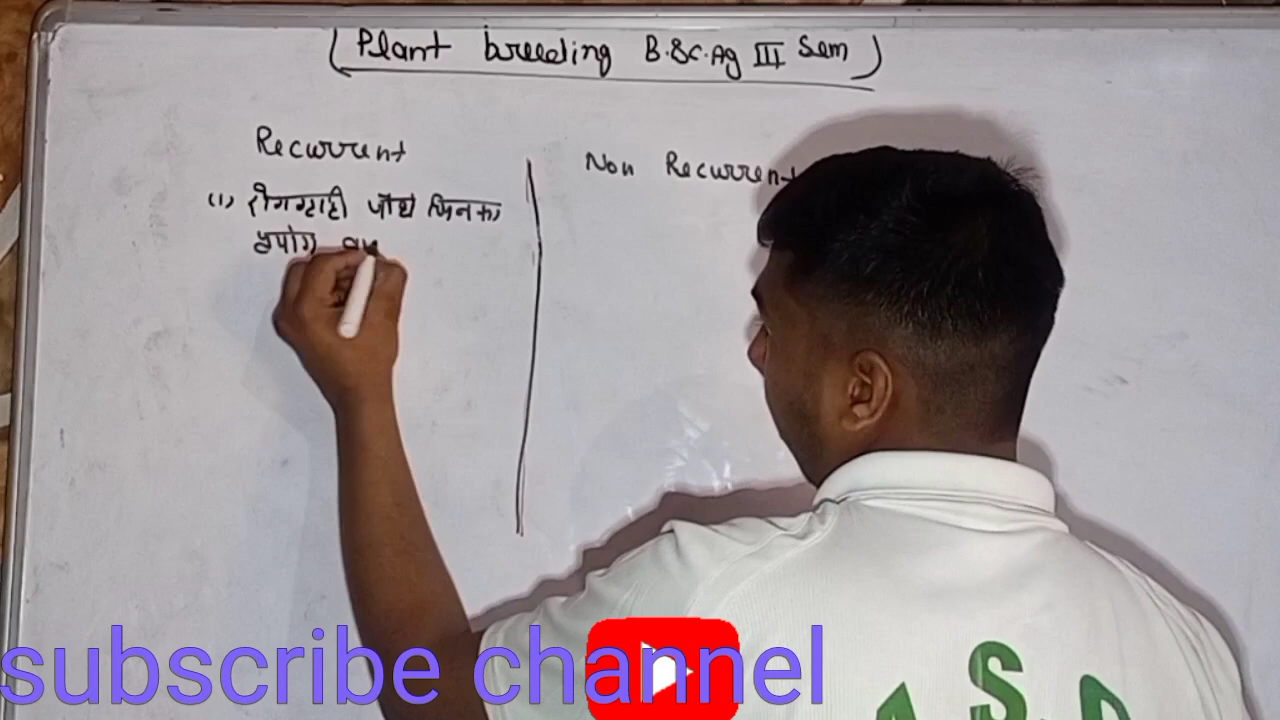 Plant breeding B.Sc.Ag III Sem
Recurrent
Non Recurrent
(1) रोगग्राही पौधे जिनका
उपयोग
subscribe channel
A.S.D